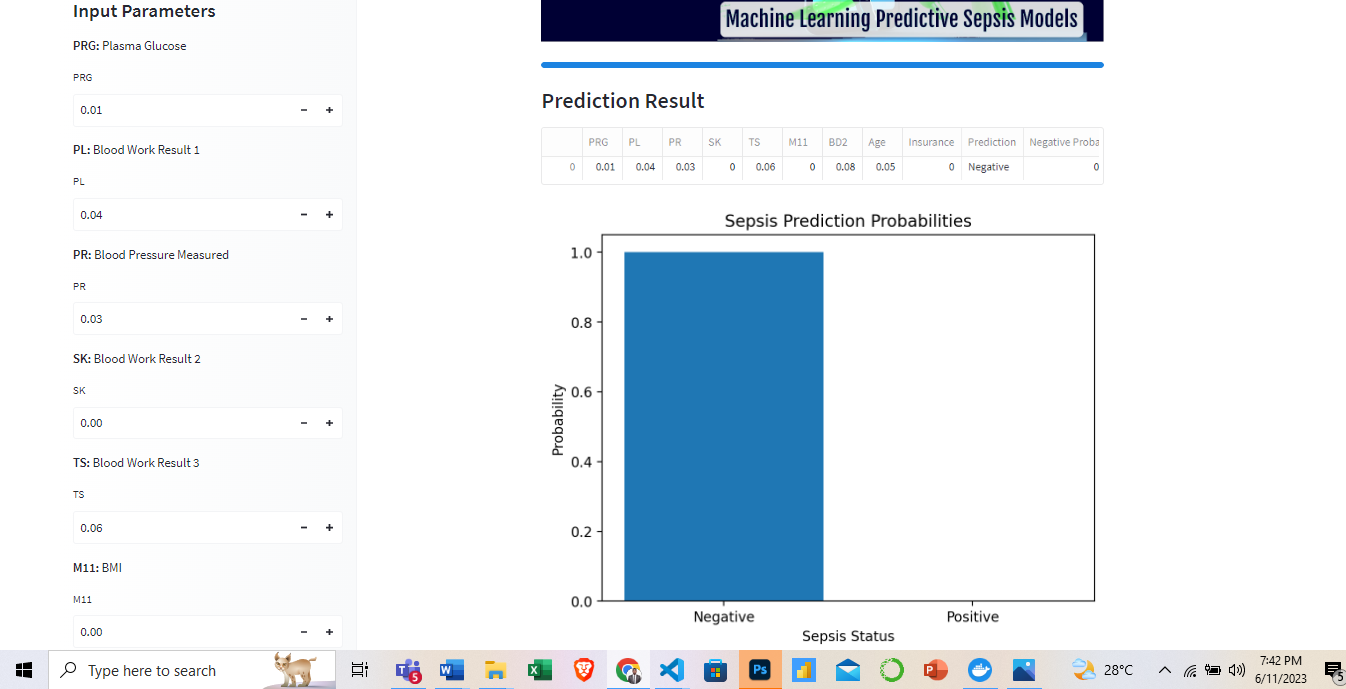 Input Parameters
PRG: Plasma Glucose
PRG
0.01 - +
PL: Blood Work Result 1
PL
0.04 - +
PR: Blood Pressure Measured
PR
0.03 - +
SK: Blood Work Result 2
SK
0.00 - +
TS: Blood Work Result 3
TS
0.06 - +
M11: BMI
M11
0.00 - +
Machine Learning Predictive Sepsis Models
Prediction Result
PRG PL PR SK TS M11 BD2 Age Insurance Prediction Negative Proba
0 0.01 0.04 0.03 0 0.06 0 0.08 0.05 0 Negative 0
Sepsis Prediction Probabilities
1.0
0.8
0.6
0.4
0.2
0.0
Probability
Negative Positive
Sepsis Status
Type here to search
5
28°C
7:42 PM
6/11/2023
5